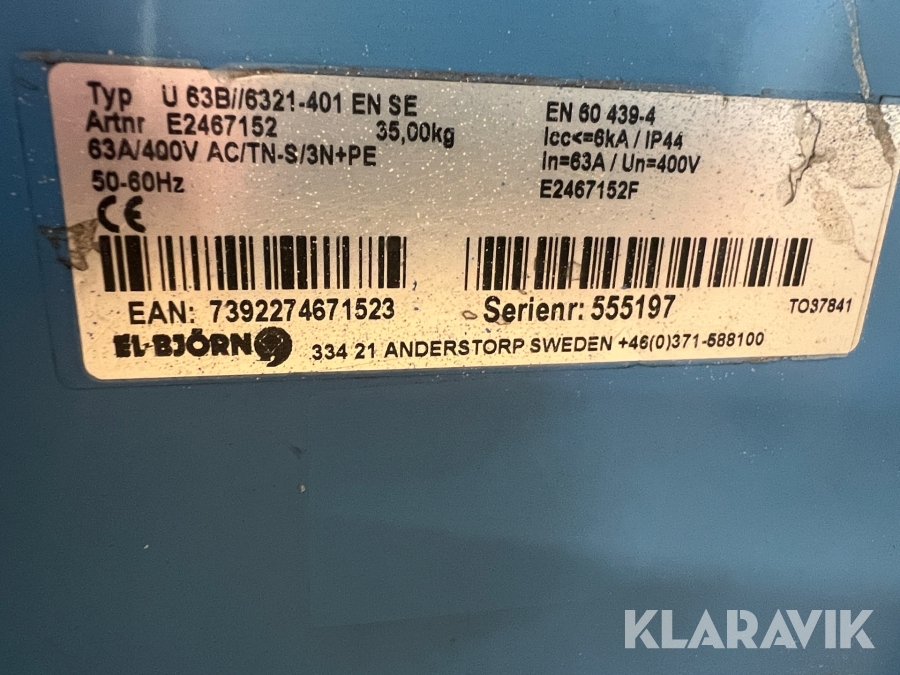 Typ U 63B//6321-401 EN SE
Artnr E2467152 35,00kg
63A/400V AC/TN-S/3N+PE
50-60Hz
CE
EN 60 439-4
Icc<=6kA / IP44
In=63A / Un=400V
E2467152F
EAN: 7392274671523
Serienr: 555197
TO37841
EL-BJÖRN
334 21 ANDERSTORP SWEDEN +46(0)371-588100
KLARAVIK